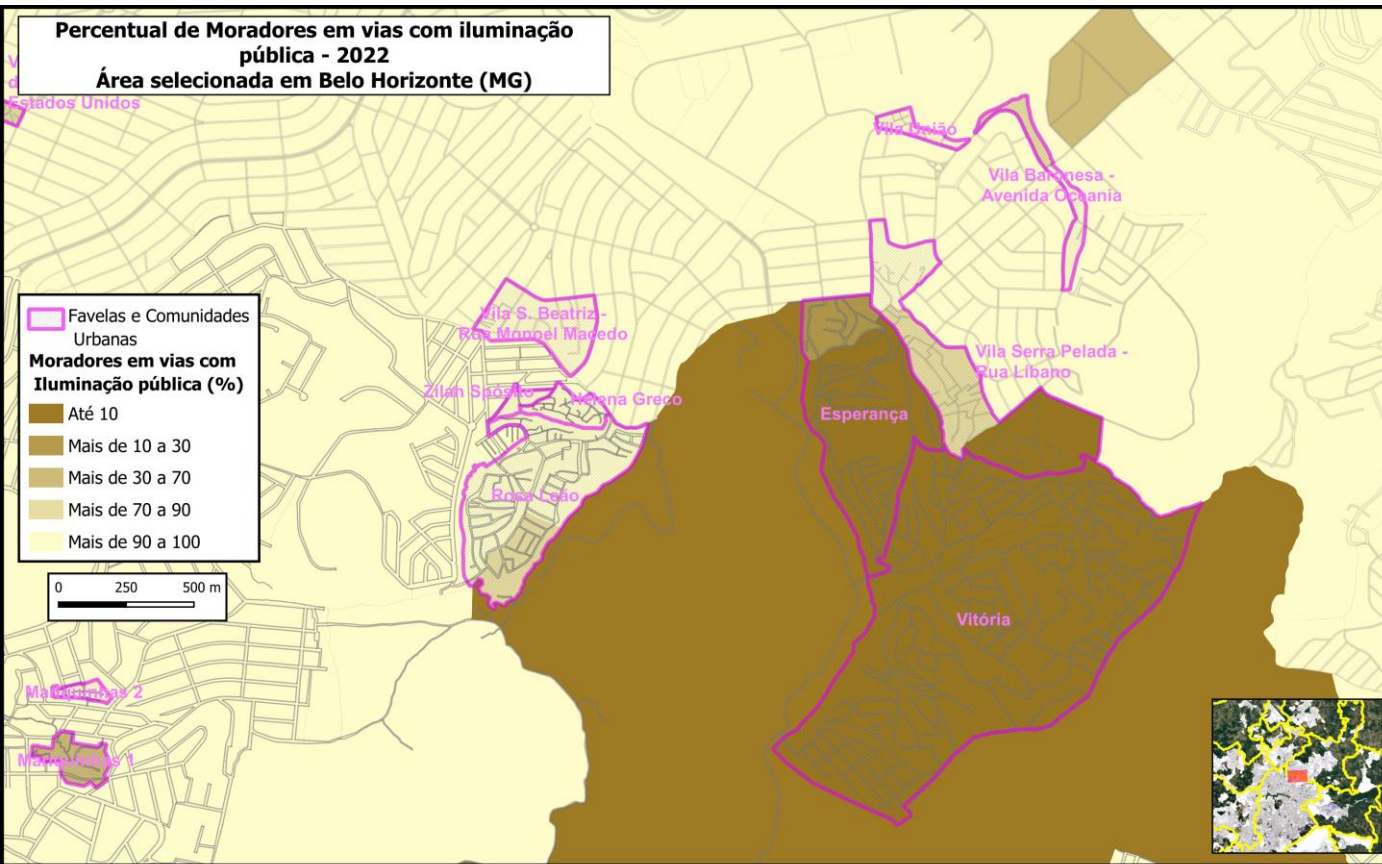 Percentual de Moradores em vias com iluminação
pública - 2022
Área selecionada em Belo Horizonte (MG)
V
d
Estados Unidos
Vila União
Vila Baronesa -
Avenida Oceania
Favelas e Comunidades
Urbanas
Moradores em vias com
Iluminação pública (%)
Até 10
Mais de 10 a 30
Mais de 30 a 70
Mais de 70 a 90
Mais de 90 a 100
0 250 500 m
Vila S. Beatriz -
Rua Monoel Macedo
Zilah Spósito
Helena Greco
Rosa Leão
Vila Serra Pelada -
Rua Líbano
Esperança
Vitória
Mariquinhas 2
Mariquinhas 1